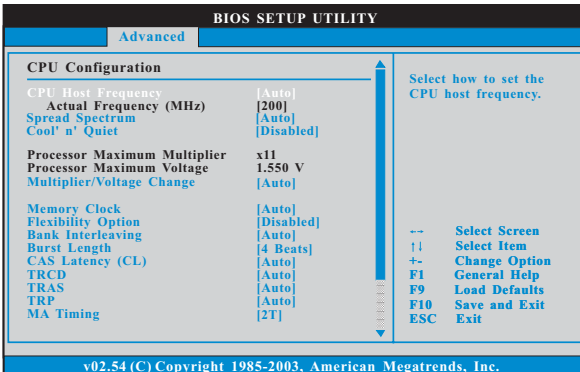 BIOS SETUP UTILITY
Advanced
CPU Configuration
CPU Host Frequency [Auto]
Actual Frequency (MHz) [200]
Spread Spectrum [Auto]
Cool' n' Quiet [Disabled]
Processor Maximum Multiplier x11
Processor Maximum Voltage 1.550 V
Multiplier/Voltage Change [Auto]
Memory Clock [Auto]
Flexibility Option [Disabled]
Bank Interleaving [Auto]
Burst Length [4 Beats]
CAS Latency (CL) [Auto]
TRCD [Auto]
TRAS [Auto]
TRP [Auto]
MA Timing [2T]
Select how to set the
CPU host frequency.
←→ Select Screen
↑↓ Select Item
+- Change Option
F1 General Help
F9 Load Defaults
F10 Save and Exit
ESC Exit
v02.54 (C) Copyright 1985-2003, American Megatrends, Inc.